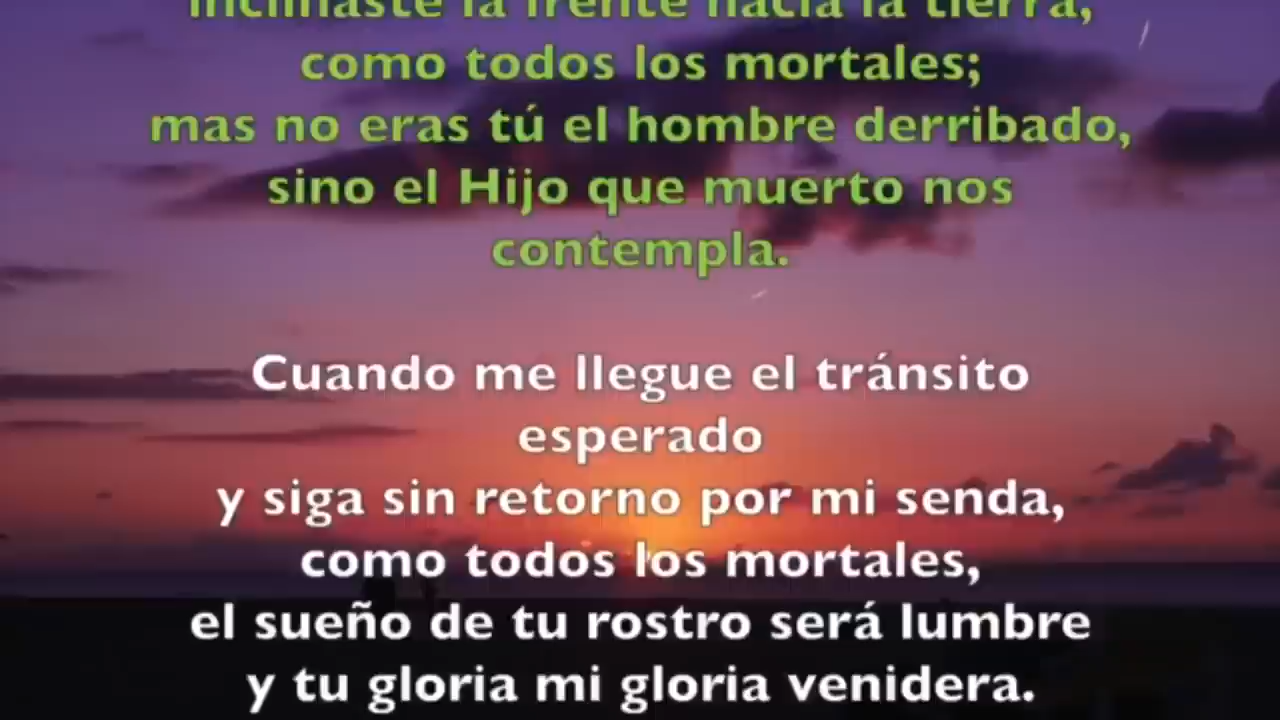 inclinaste la frente hacia la tierra,
como todos los mortales;
mas no eras tú el hombre derribado,
sino el Hijo que muerto nos
contempla.
Cuando me llegue el tránsito
esperado
y siga sin retorno por mi senda,
como todos los mortales,
el sueño de tu rostro será lumbre
y tu gloria mi gloria venidera.